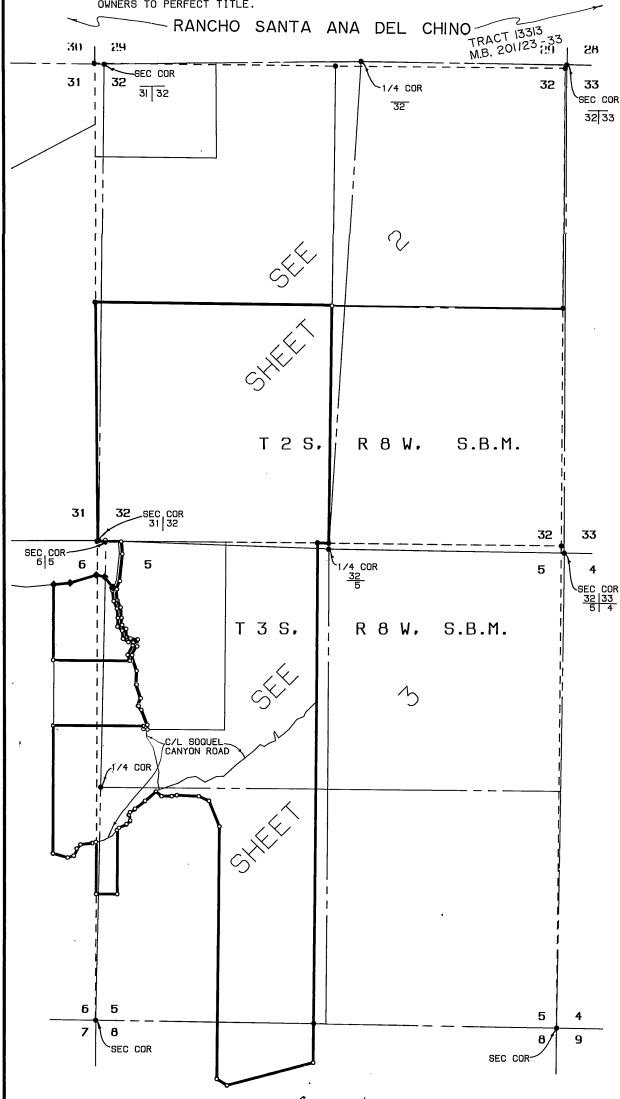 OWNERS TO PERFECT TITLE.
RANCHO SANTA ANA DEL CHINO
TRACT 13313
M.B. 201/23-33
30 29
29 28
31 32
32 33
SEC COR
31|32
1/4 COR
32
SEC COR
32|33
SEE
SHEET
2
T 2 S, R 8 W, S.B.M.
31 32
SEC COR
31|32
32 33
SEC COR
6|5
6 5
5 4
1/4 COR
32
5
SEC COR
32|33
5|4
T 3 S, R 8 W, S.B.M.
SEE
SHEET
3
C/L SOQUEL
CANYON ROAD
1/4 COR
6 5
7 8
SEC COR
5 4
8 9
SEC COR